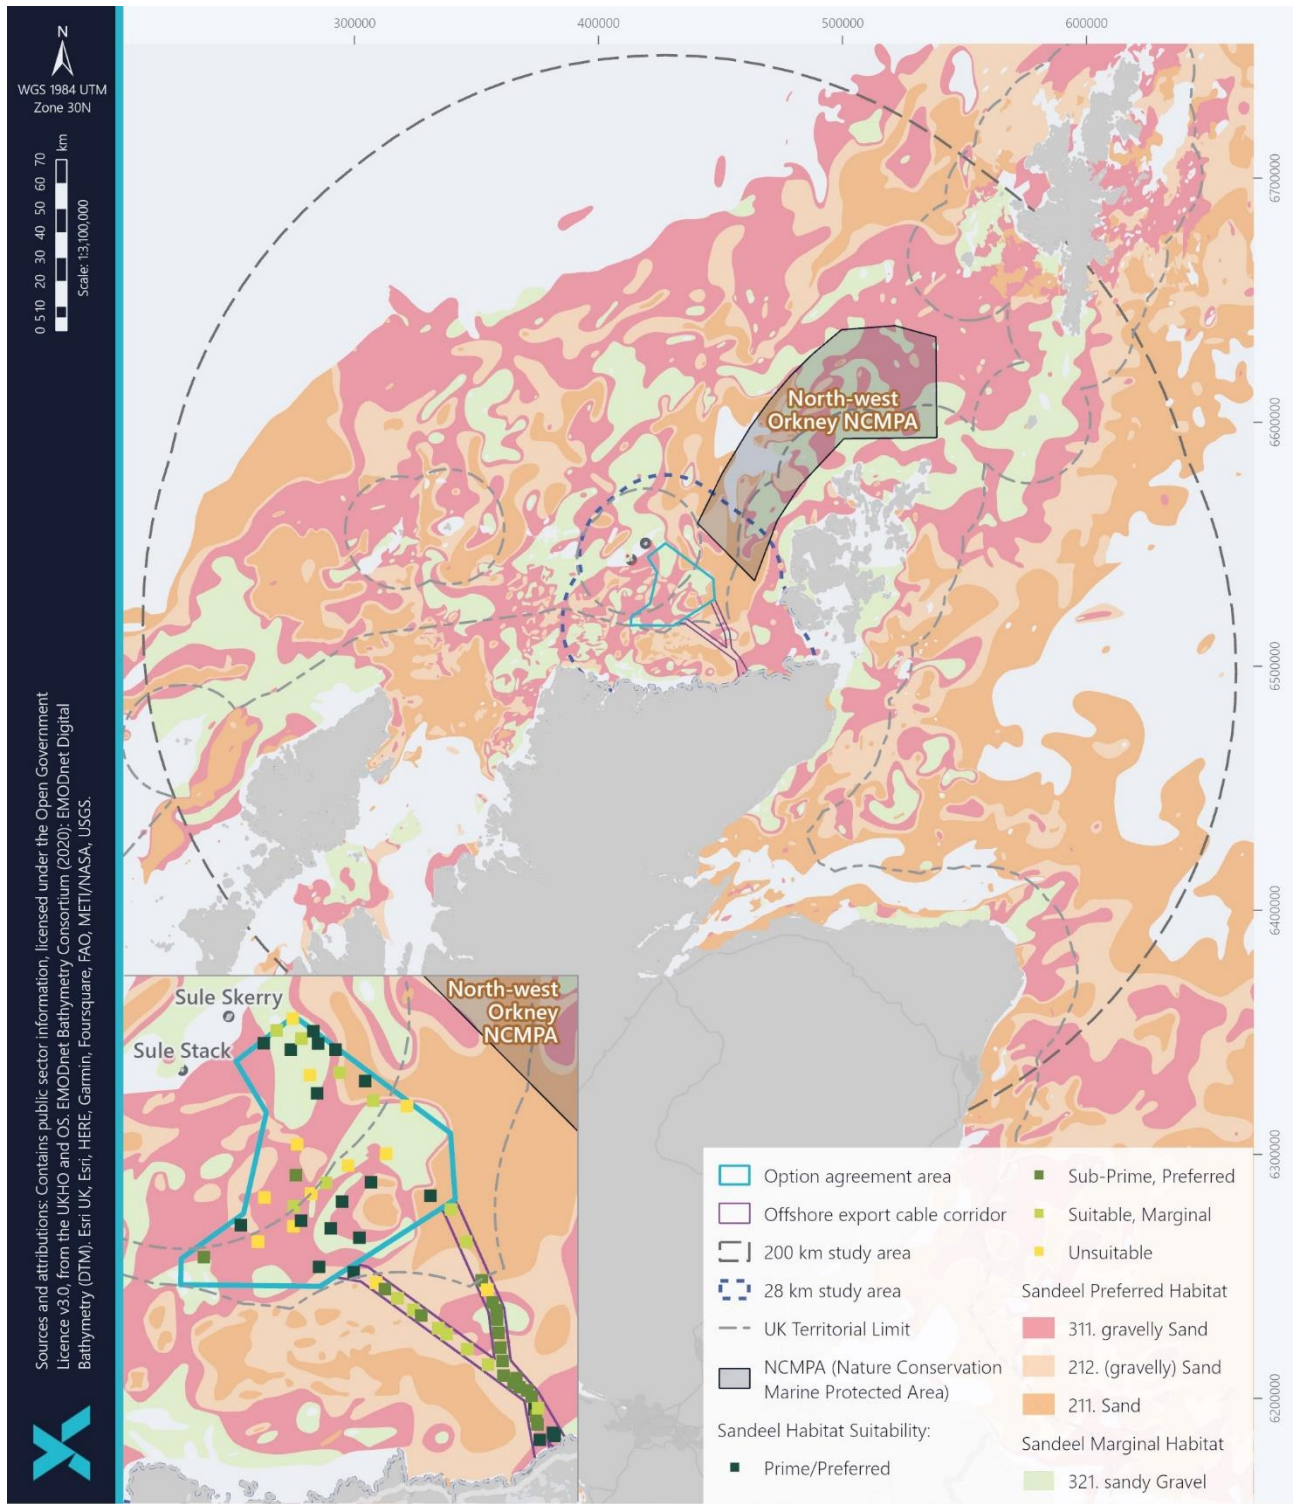 N
WGS 1984 UTM
Zone 30N
0 5 10 20 30 40 50 60 70 km
Scale: 1:3,100,000
Sources and attributions: Contains public sector information, licensed under the Open Government
Licence v3.0, from the UKHO and OS. EMODnet Bathymetry Consortium (2020): EMODnet Digital
Bathymetry (DTM). Esri UK, Esri, HERE, Garmin, Foursquare, FAO, METI/NASA, USGS.
300000 400000 500000 600000
6700000
6600000
6500000
6400000
6300000
6200000
North-west
Orkney NCMPA
Sule Skerry
Sule Stack
North-west
Orkney
NCMPA
Option agreement area
Offshore export cable corridor
200 km study area
28 km study area
UK Territorial Limit
NCMPA (Nature Conservation
Marine Protected Area)
Sandeel Habitat Suitability:
Prime/Preferred
Sub-Prime, Preferred
Suitable, Marginal
Unsuitable
Sandeel Preferred Habitat
311. gravelly Sand
212. (gravelly) Sand
211. Sand
Sandeel Marginal Habitat
321. sandy Gravel